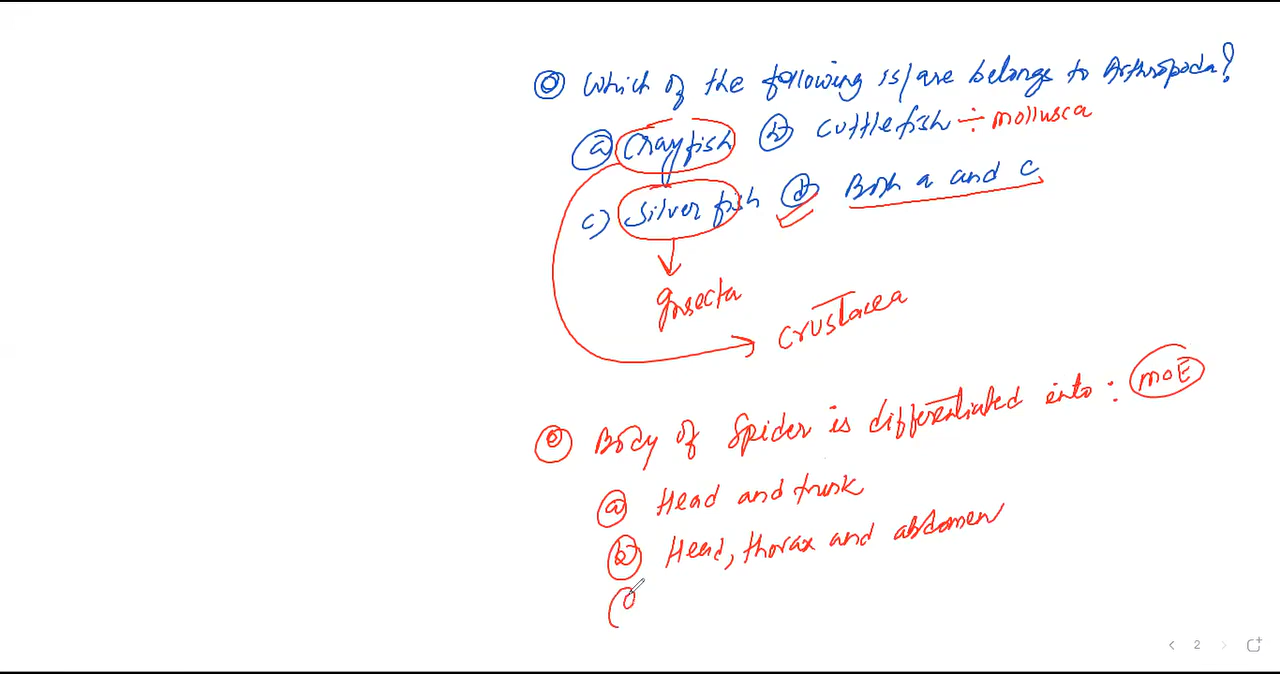 Q Which of the following is/are belongs to Arthropoda?
a Crayfish b Cuttlefish ÷ mollusca
c) Silver fish d Both a and c
Insecta
Crustacea
Q Body of Spider is differentiated into : MOE
a Head and trunk
b Head, thorax and abdomen
2